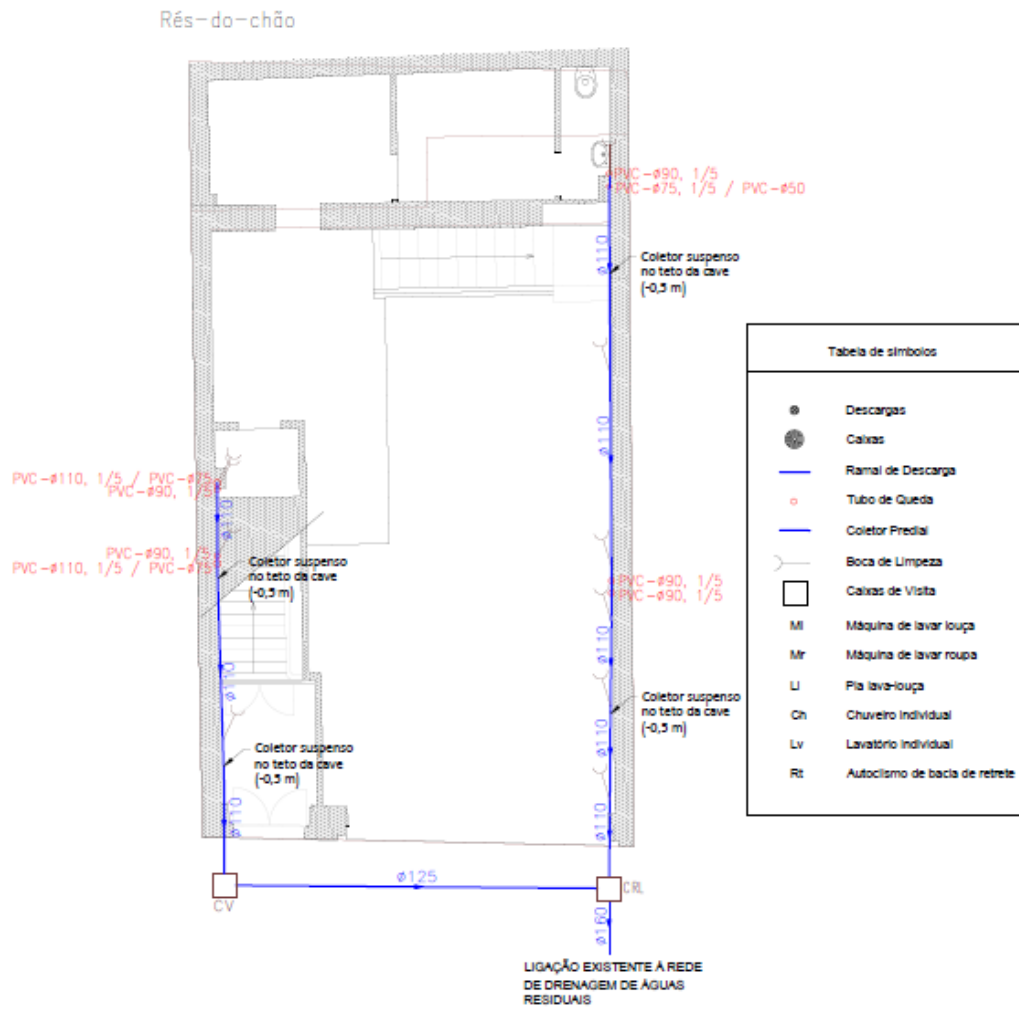 Rés-do-chão
PVC-ø90, 1/5
PVC-ø75, 1/5 / PVC-ø50
ø110
Coletor suspenso
no teto da cave
(-0,5 m)
ø110
PVC-ø110, 1/5 / PVC-ø75
PVC-ø90, 1/5
ø110
PVC-ø90, 1/5
PVC-ø110, 1/5 / PVC-ø75
Coletor suspenso
no teto da cave
(-0,5 m)
PVC-ø90, 1/5
PVC-ø90, 1/5
ø110
ø110
Coletor suspenso
no teto da cave
(-0,5 m)
Coletor suspenso
no teto da cave
(-0,5 m)
ø110
ø110
ø110
CV
ø125
CRL
ø160
LIGAÇÃO EXISTENTE À REDE
DE DRENAGEM DE ÁGUAS
RESIDUAIS
Tabela de símbolos
Descargas
Caixas
Ramal de Descarga
Tubo de Queda
Coletor Predial
Boca de Limpeza
Caixas de Visita
Ml Máquina de lavar louça
Mr Máquina de lavar roupa
Ll Pia lava-louça
Ch Chuveiro individual
Lv Lavatório individual
Rt Autoclismo de bacia de retrete